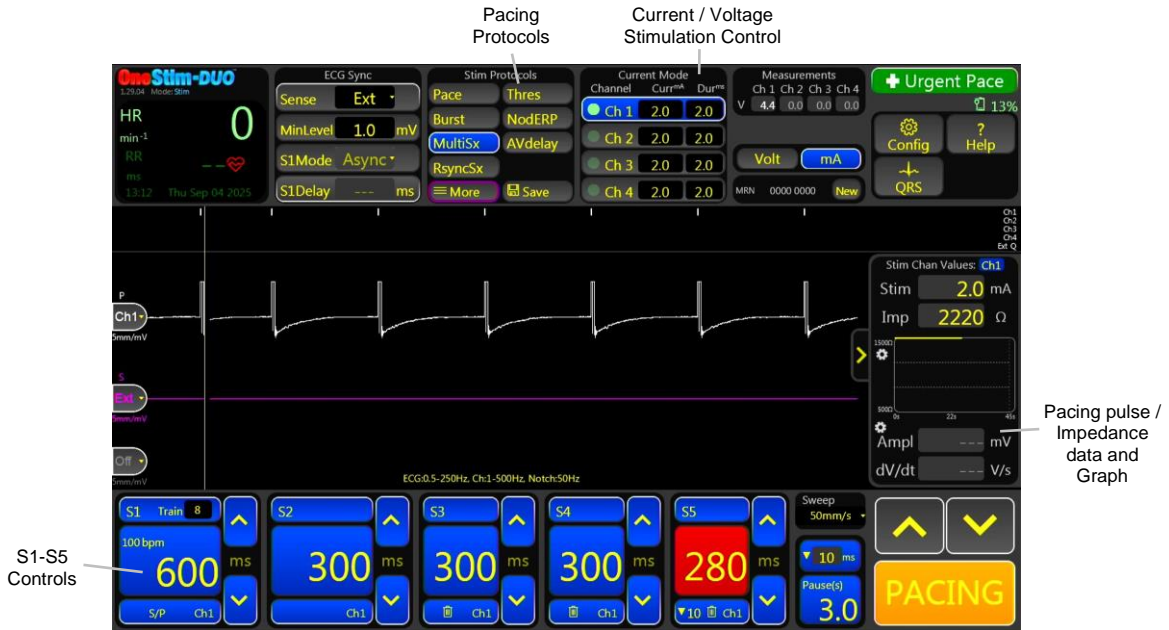 Pacing
Protocols
Current / Voltage
Stimulation Control
OneStim-DUO
1.29.04 Mode: Stim
HR
min-1
0
RR
ms
--
13:12 Thu Sep 04 2025
ECG Sync
Sense Ext
MinLevel 1.0 mV
S1Mode Async
S1Delay --- ms
Stim Protocols
Pace Thres
Burst NodERP
MultiSx AVdelay
RsyncSx
More Save
Current Mode
Channel Curr mA Dur ms
Ch 1 2.0 2.0
Ch 2 2.0 2.0
Ch 3 2.0 2.0
Ch 4 2.0 2.0
Measurements
Ch 1 Ch 2 Ch 3 Ch 4
V 4.4 0.0 0.0 0.0
Volt mA
MRN 0000 0000 New
Urgent Pace
13%
Config
? Help
QRS
Ch1
Ch2
Ch3
Ch4
Ext Q
P
Ch1
5mm/mV
S
Ext
5mm/mV
Off
5mm/mV
ECG:0.5-250Hz, Ch:1-500Hz, Notch:50Hz
Stim Chan Values: Ch1
Stim 2.0 mA
Imp 2220 Ω
1500Ω
500Ω
0s 22s 45s
Ampl --- mV
dV/dt --- V/s
Pacing pulse /
Impedance
data and
Graph
S1-S5
Controls
S1 Train 8
100 bpm
600 ms
S/P Ch1
S2
300 ms
Ch1
S3
300 ms
Ch1
S4
300 ms
Ch1
S5
280 ms
▼10 Ch1
Sweep
50mm/s
▼ 10 ms
Pause(s)
3.0
PACING